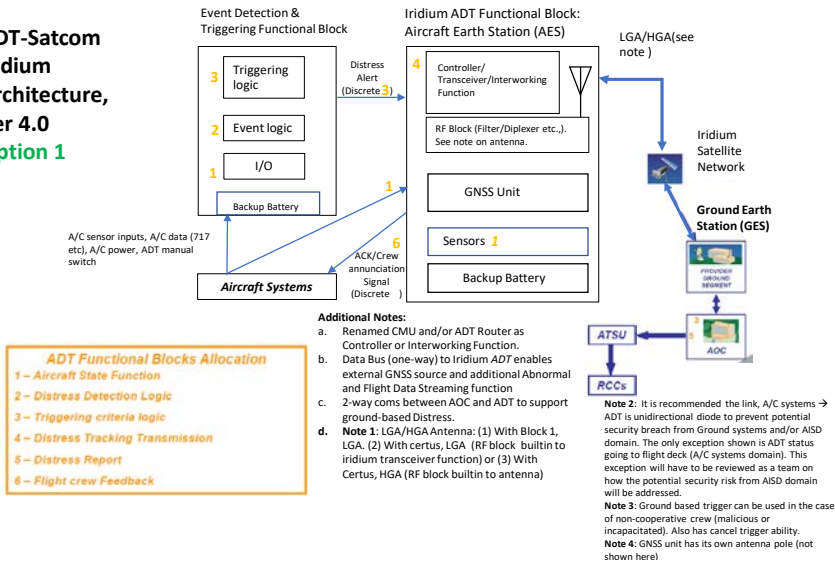 DT-Satcom
dium
rchitecture,
er 4.0
ption 1
Event Detection &
Triggering Functional Block
3
Triggering
logic
2
Event logic
1
I/O
Backup Battery
Distress
Alert
(Discrete 3)
Iridium ADT Functional Block:
Aircraft Earth Station (AES)
4
Controller/
Transceiver/Interworking
Function
RF Block (Filter/Diplexer etc.,).
See note on antenna.
GNSS Unit
Sensors 1
Backup Battery
LGA/HGA(see
note )
Iridium
Satellite
Network
Ground Earth
Station (GES)
PROVIDER
GROUND
SEGMENT
3
5
AOC
ATSU
RCCs
1
6
A/C sensor inputs, A/C data (717
etc), A/C power, ADT manual
switch
Aircraft Systems
ACK/Crew
annunciation
Signal
(Discrete )
ADT Functional Blocks Allocation
1 – Aircraft State Function
2 – Distress Detection Logic
3 – Triggering criteria logic
4 – Distress Tracking Transmission
5 – Distress Report
6 – Flight crew Feedback
Additional Notes:
a. Renamed CMU and/or ADT Router as
Controller or Interworking Function.
b. Data Bus (one-way) to Iridium ADT enables
external GNSS source and additional Abnormal
and Flight Data Streaming function
c. 2-way coms between AOC and ADT to support
ground-based Distress.
d. Note 1: LGA/HGA Antenna: (1) With Block 1,
LGA. (2) With certus, LGA (RF block builtin to
iridium transceiver function) or (3) With
Certus, HGA (RF block builtin to antenna)
Note 2: It is recommended the link, A/C systems →
ADT is unidirectional diode to prevent potential
security breach from Ground systems and/or AISD
domain. The only exception shown is ADT status
going to flight deck (A/C systems domain). This
exception will have to be reviewed as a team on
how the potential security risk from AISD domain
will be addressed.
Note 3: Ground based trigger can be used in the case
of non-cooperative crew (malicious or
incapacitated). Also has cancel trigger ability.
Note 4: GNSS unit has its own antenna pole (not
shown here)